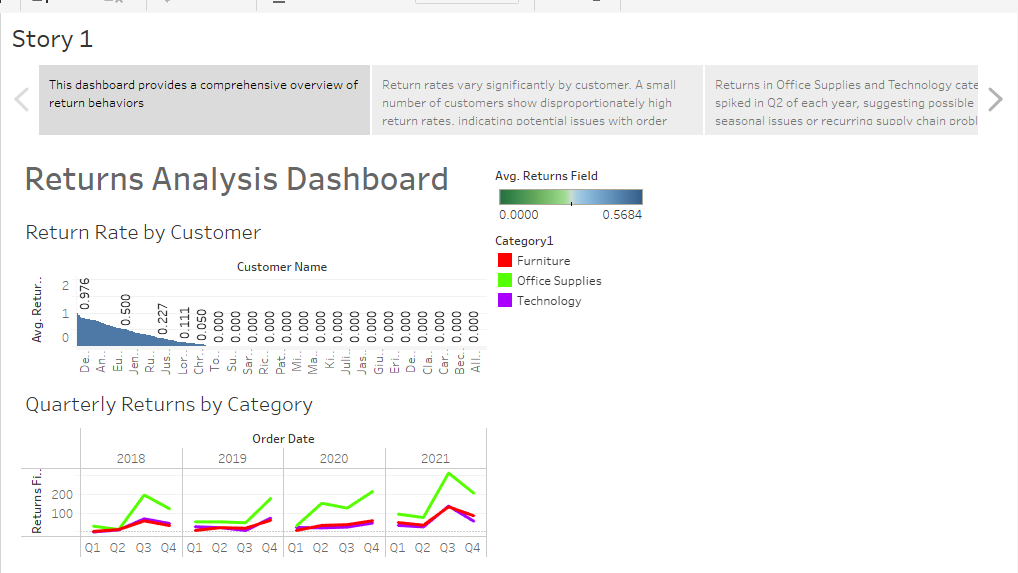 Story 1
This dashboard provides a comprehensive overview of
return behaviors
Return rates vary significantly by customer. A small
number of customers show disproportionately high
return rates, indicating potential issues with order
Returns in Office Supplies and Technology cate
spiked in Q2 of each year, suggesting possible
seasonal issues or recurring supply chain probl
Returns Analysis Dashboard
Avg. Returns Field
0.0000 0.5684
Category1
Furniture
Office Supplies
Technology
Return Rate by Customer
Customer Name
Avg. Retur..
2
1
0
0.976 0.500 0.227 0.111 0.050 0.000 0.000 0.000 0.000 0.000 0.000 0.000 0.000 0.000 0.000 0.000 0.000 0.000 0.000 0.000 0.000
De.. An.. Eu.. Jen.. Ru.. Jus.. Lor.. Chr.. To.. Su.. Sar.. Ric.. Pat.. Mi.. Ma.. Ki.. Juli.. Jas.. Giu.. Eri.. De.. Cla.. Car.. Bec.. All..
Quarterly Returns by Category
Order Date
2018 2019 2020 2021
Returns Fi..
200
100
Q1 Q2 Q3 Q4 Q1 Q2 Q3 Q4 Q1 Q2 Q3 Q4 Q1 Q2 Q3 Q4